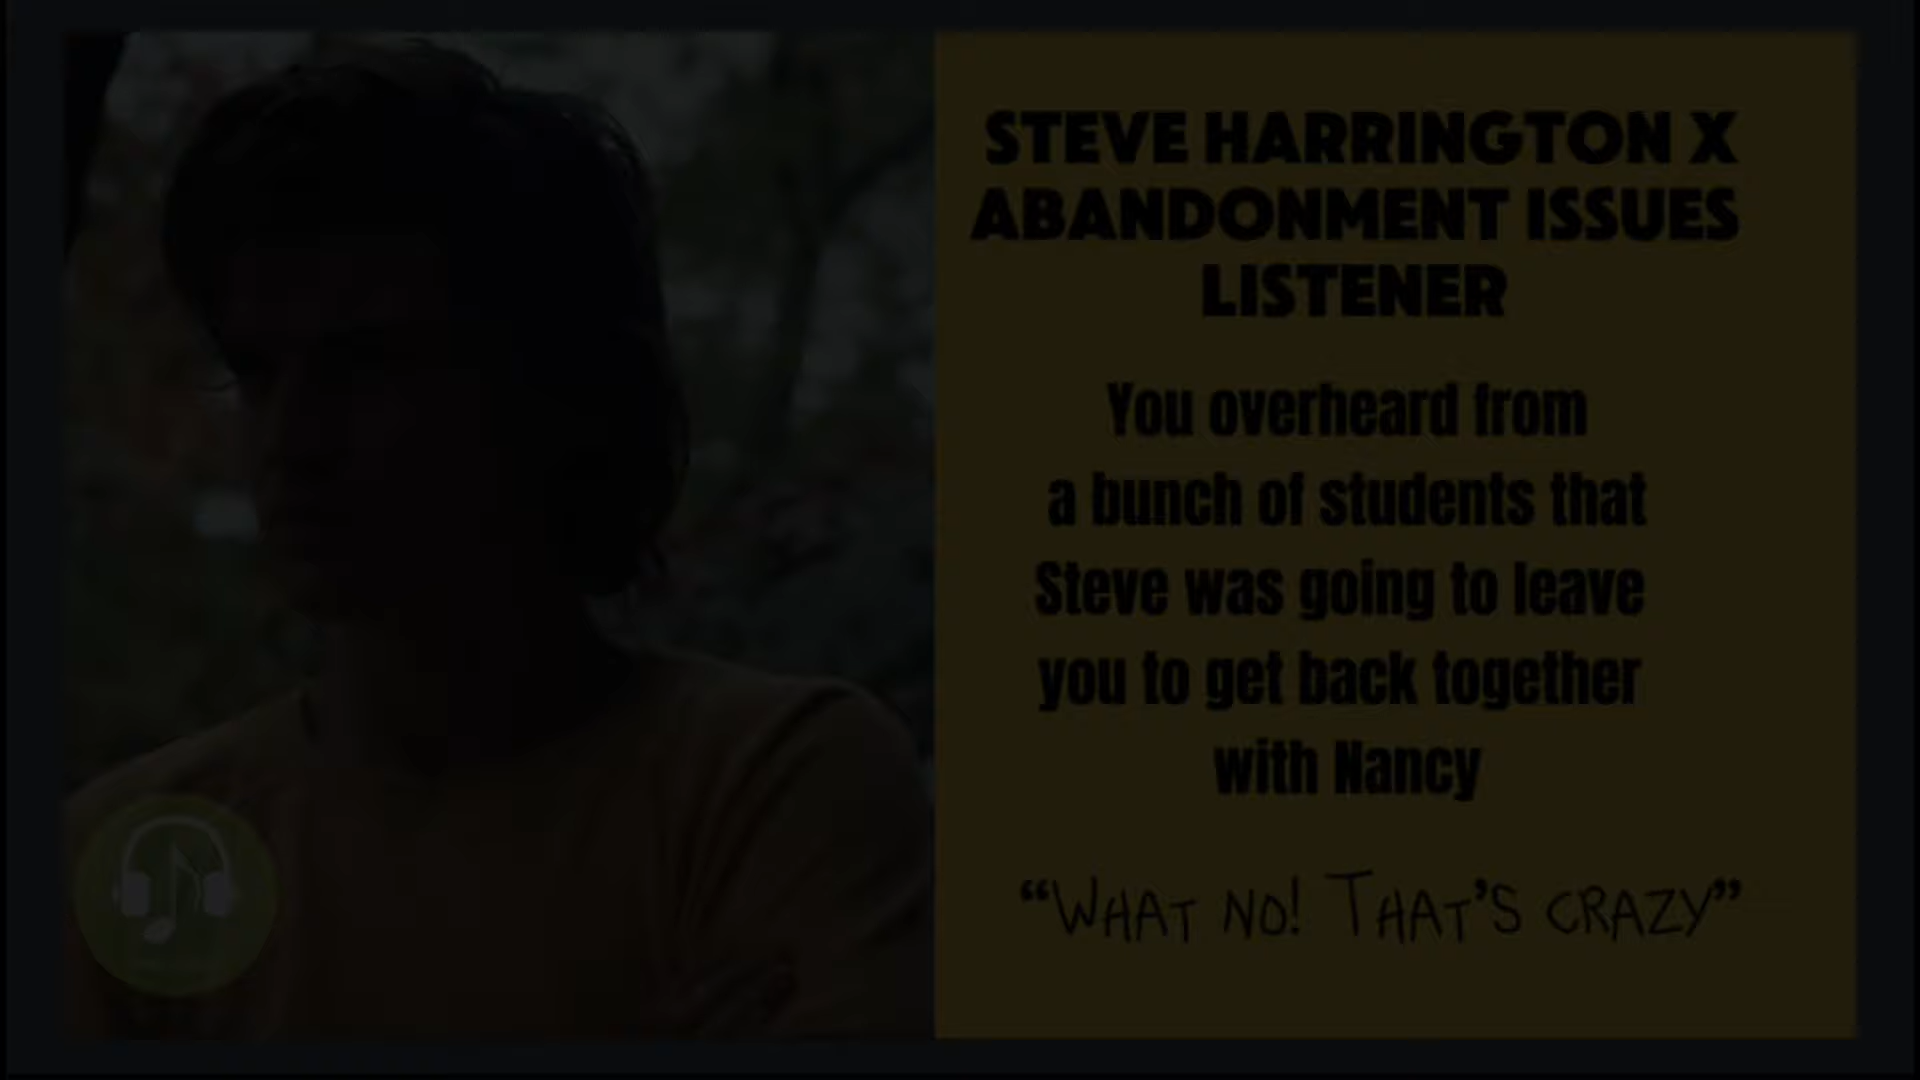 STEVE HARRINGTON X
ABANDONMENT ISSUES
LISTENER
You overheard from
a bunch of students that
Steve was going to leave
you to get back together
with Nancy
“WHAT NO! THAT’S CRAZY”